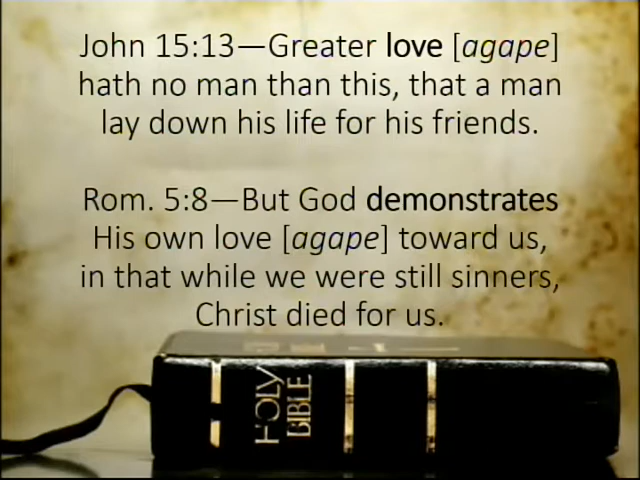 John 15:13—Greater love [agape]
hath no man than this, that a man
lay down his life for his friends.
Rom. 5:8—But God demonstrates
His own love [agape] toward us,
in that while we were still sinners,
Christ died for us.
HOLY
BIBLE